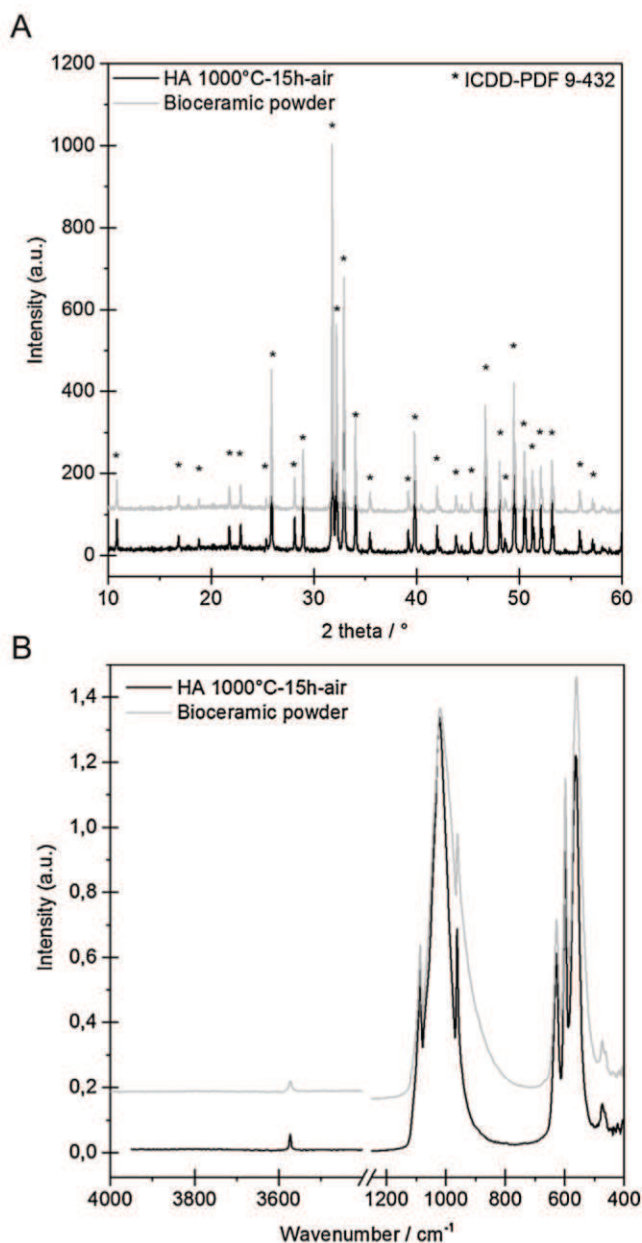 A
HA 1000°C-15h-air
Bioceramic powder
* ICDD-PDF 9-432
1200
1000
800
600
400
200
0
Intensity (a.u.)
10 20 30 40 50 60
2 theta / °
B
HA 1000°C-15h-air
Bioceramic powder
1,4
1,2
1,0
0,8
0,6
0,4
0,2
0,0
Intensity (a.u.)
4000 3800 3600 1200 1000 800 600 400
Wavenumber / cm⁻¹